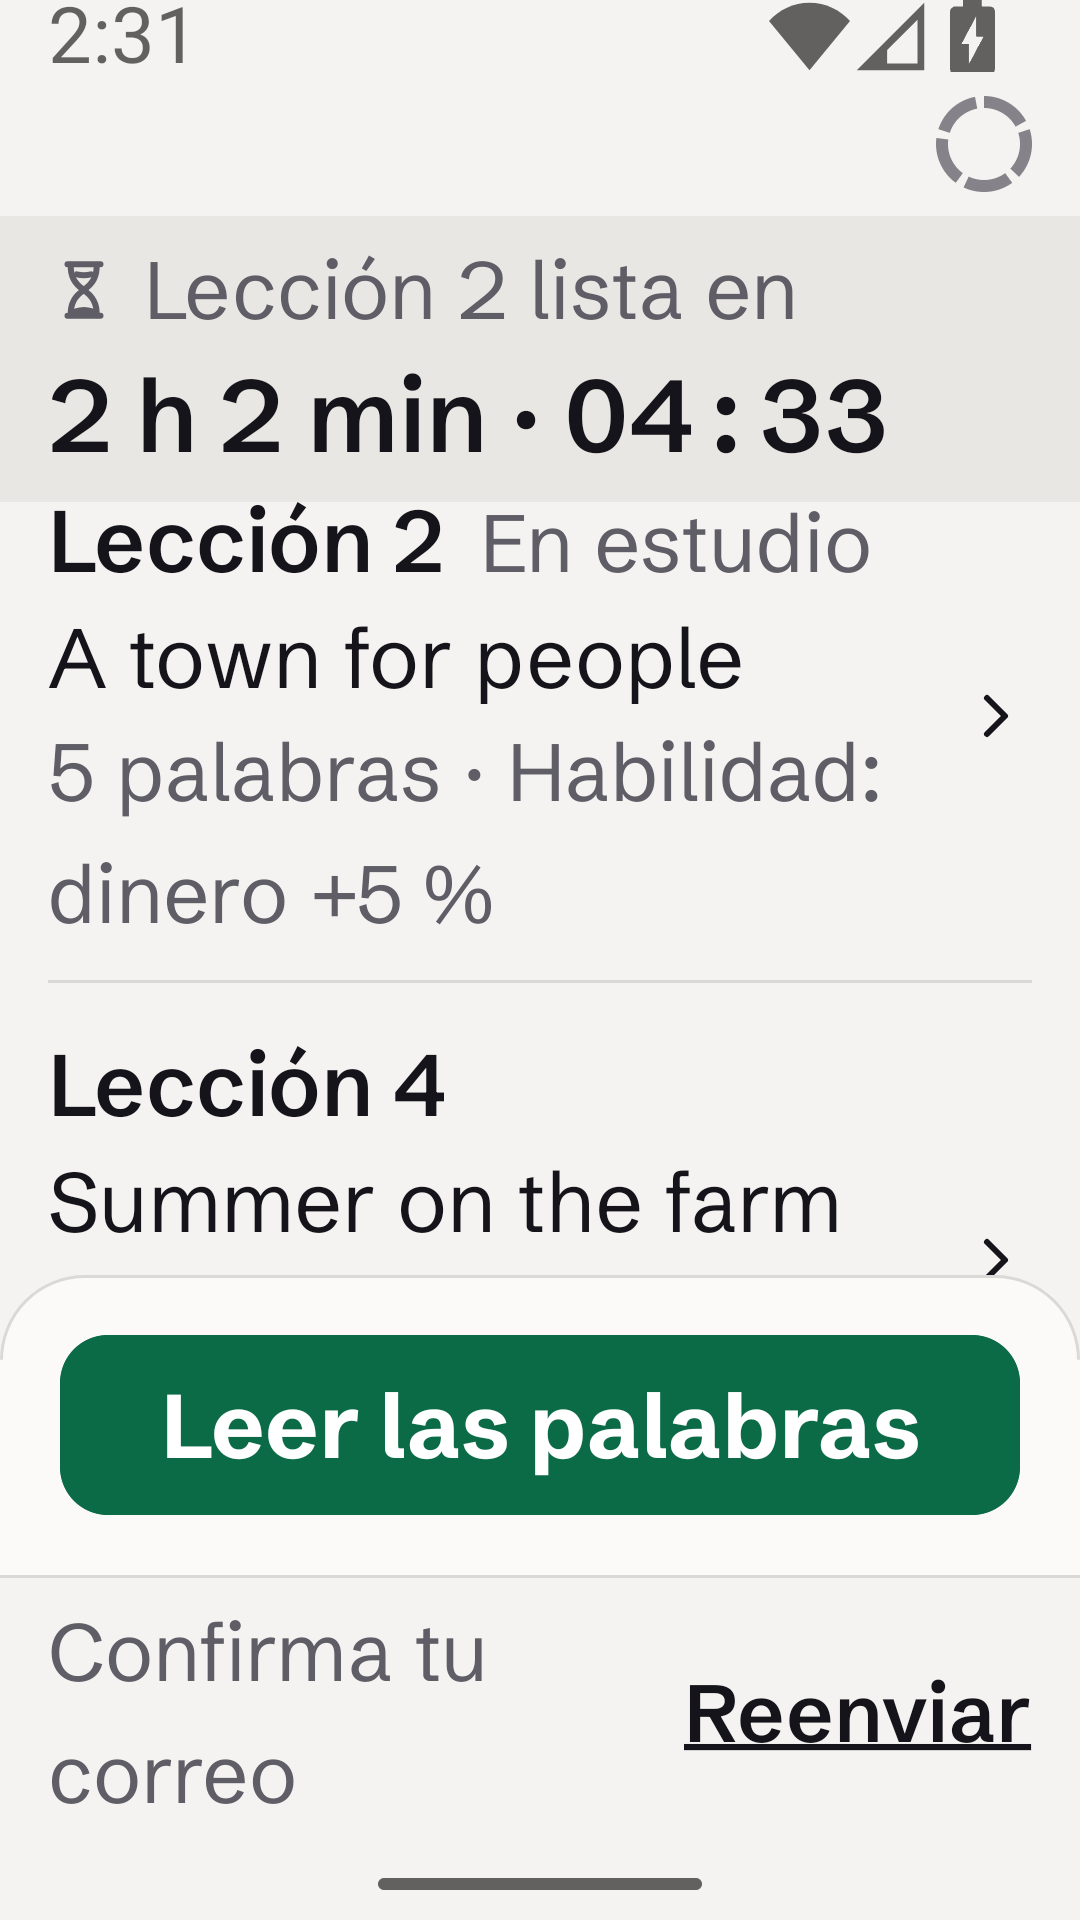 2:31
Lección 2 lista en
2 h 2 min · 04:33
Lección 2 En estudio
A town for people
5 palabras · Habilidad:
dinero +5 %
Lección 4
Summer on the farm
Leer las palabras
Confirma tu
correo
Reenviar